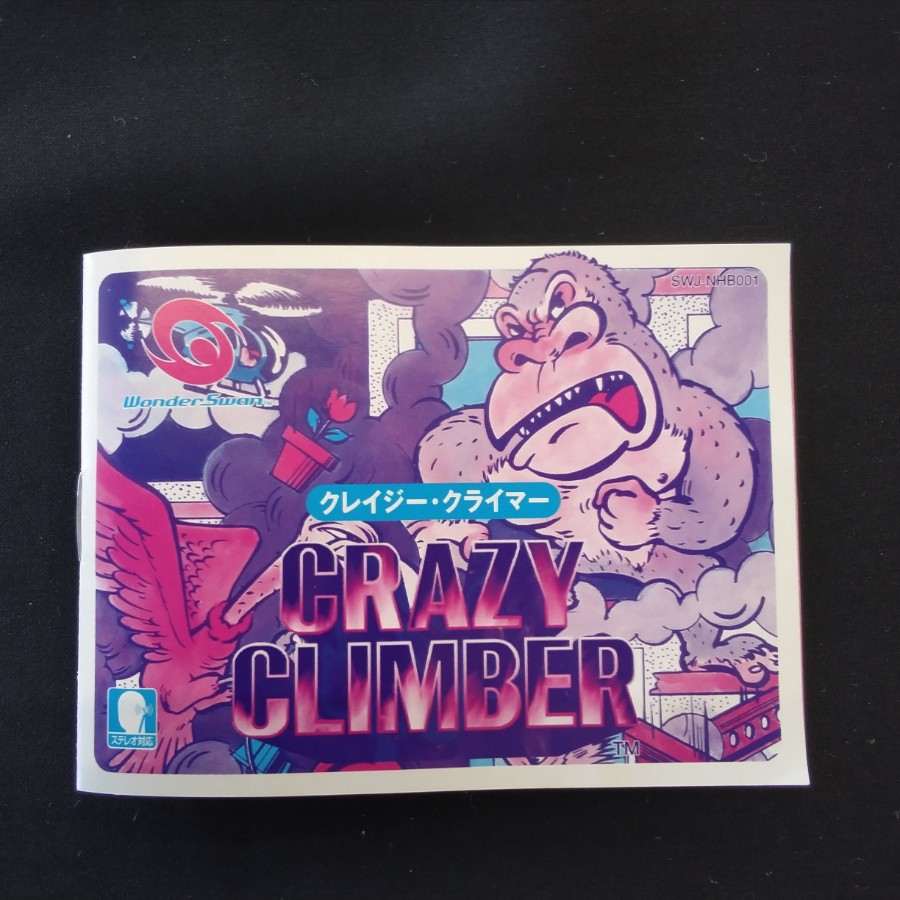 SWJ-NHB001
WonderSwan
クレイジー・クライマー
CRAZY
CLIMBER
TM
ステレオ対応